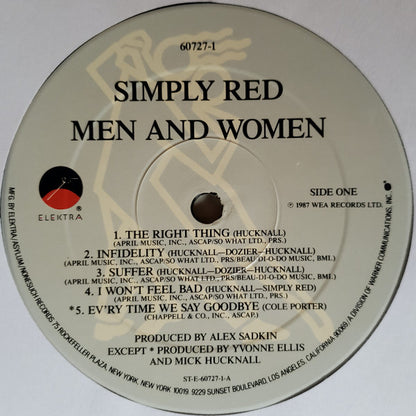 60727-1
SIMPLY RED
MEN AND WOMEN
ELEKTRA ®
SIDE ONE
℗ 1987 WEA RECORDS LTD.
1. THE RIGHT THING (HUCKNALL)
(APRIL MUSIC, INC., ASCAP/SO WHAT LTD., PRS.)
2. INFIDELITY (HUCKNALL—DOZIER—HUCKNALL)
(APRIL MUSIC, INC., ASCAP/SO WHAT LTD., PRS/BEAU-DI-O-DO MUSIC, BMI.)
3. SUFFER (HUCKNALL—DOZIER—HUCKNALL)
(APRIL MUSIC, INC., ASCAP/SO WHAT LTD., PRS/BEAU-DI-O-DO MUSIC, BMI.)
4. I WON'T FEEL BAD (HUCKNALL—SIMPLY RED)
(APRIL MUSIC, INC., ASCAP/SO WHAT LTD., PRS.)
*5. EV'RY TIME WE SAY GOODBYE (COLE PORTER)
(CHAPPELL & CO., INC., ASCAP.)
PRODUCED BY ALEX SADKIN
EXCEPT * PRODUCED BY YVONNE ELLIS
AND MICK HUCKNALL
ST-E-60727-1-A
MFG. BY ELEKTRA/ASYLUM/NONESUCH RECORDS, 75 ROCKEFELLER PLAZA, NEW YORK, NEW YORK 10019. 9229 SUNSET BOULEVARD, LOS ANGELES, CALIFORNIA 90069/A DIVISION OF WARNER COMMUNICATIONS, INC. ●